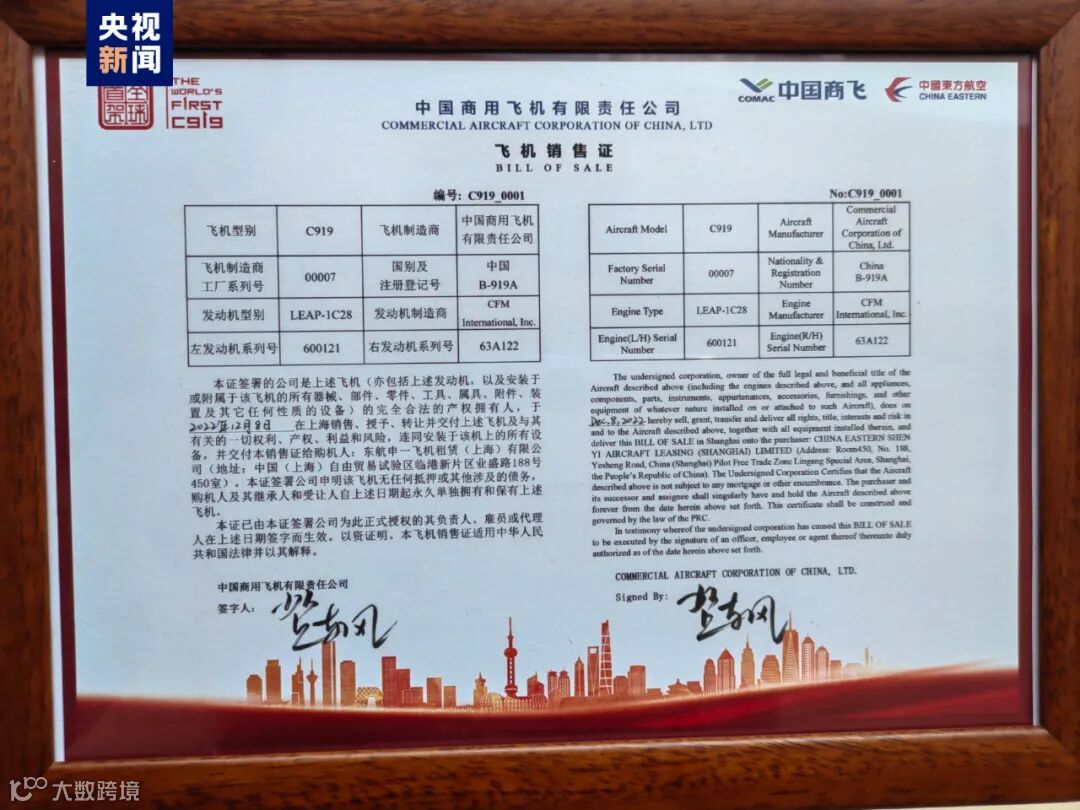 央视
新闻
全球
首架
THE
WORLD'S
FIRST
C919
COMAC 中国商飞
中國東方航空
CHINA EASTERN
中国商用飞机有限责任公司
COMMERCIAL AIRCRAFT CORPORATION OF CHINA, LTD
飞机销售证
BILL OF SALE
编号: C919_0001
飞机型别 C919 飞机制造商 中国商用飞机
有限责任公司
飞机制造商
工厂系列号 00007 国别及
注册登记号 中国
B-919A
发动机型别 LEAP-1C28 发动机制造商 CFM
International, Inc.
左发动机系列号 600121 右发动机系列号 63A122
本证签署的公司是上述飞机（亦包括上述发动机，以及安装于
或附属于该飞机的所有器械、部件、零件、工具、属具、附件、装
置及其它任何性质的设备）的完全合法的产权拥有人，于
2022年12月8日 在上海销售、授予、转让并交付上述飞机及与其
有关的一切权利、产权、利益和风险，连同安装于该机上的所有设
备，并交付本销售证给购机人：东航申一飞机租赁（上海）有限公
司（地址：中国（上海）自由贸易试验区临港新片区业盛路188号
450室）。本证签署公司申明该飞机无任何抵押或其他涉及的债务，
购机人及其继承人和受让人自上述日期起永久单独拥有和保有上述
飞机。
本证已由本证签署公司为此正式授权的其负责人、雇员或代理
人在上述日期签字而生效。以资证明。本飞机销售证适用中华人民
共和国法律并以其解释。
中国商用飞机有限责任公司
签字人：
No:C919_0001
Aircraft Model C919 Aircraft
Manufacturer Commercial
Aircraft
Corporation of
China, Ltd.
Factory Serial
Number 00007 Nationality &
Registration
Number China
B-919A
Engine Type LEAP-1C28 Engine
Manufacturer CFM
International, Inc.
Engine(L/H) Serial
Number 600121 Engine(R/H)
Serial Number 63A122
The undersigned corporation, owner of the full legal and beneficial title of the
Aircraft described above (including the engines described above, and all appliances,
components, parts, instruments, appurtenances, accessories, furnishings, and other
equipment of whatever nature installed on or attached to such Aircraft), does on
Dec.8,2022 hereby sell, grant, transfer and deliver all rights, title, interests and risk in
and to the Aircraft described above, together with all equipment installed therein, and
deliver this BILL OF SALE in Shanghai onto the purchaser: CHINA EASTERN SHEN
YI AIRCRAFT LEASING (SHANGHAI) LIMITED (Address: Room450, No. 188,
Yesheng Road, China (Shanghai) Pilot Free Trade Zone Lingang Special Area, Shanghai,
the People's Republic of China). The Undersigned Corporation Certifies that the Aircraft
described above is not subject to any mortgage or other encumbrance. The purchaser and
its successor and assignee shall singularly have and hold the Aircraft described above
forever from the date herein above set forth. This certificate shall be construed and
governed by the law of the PRC.
In testimony whereof the undersigned corporation has caused this BILL OF SALE
to be executed by the signature of an officer, employee or agent thereof thereunto duly
authorized as of the date herein above set forth.
COMMERCIAL AIRCRAFT CORPORATION OF CHINA, LTD.
Signed By:
大数跨境